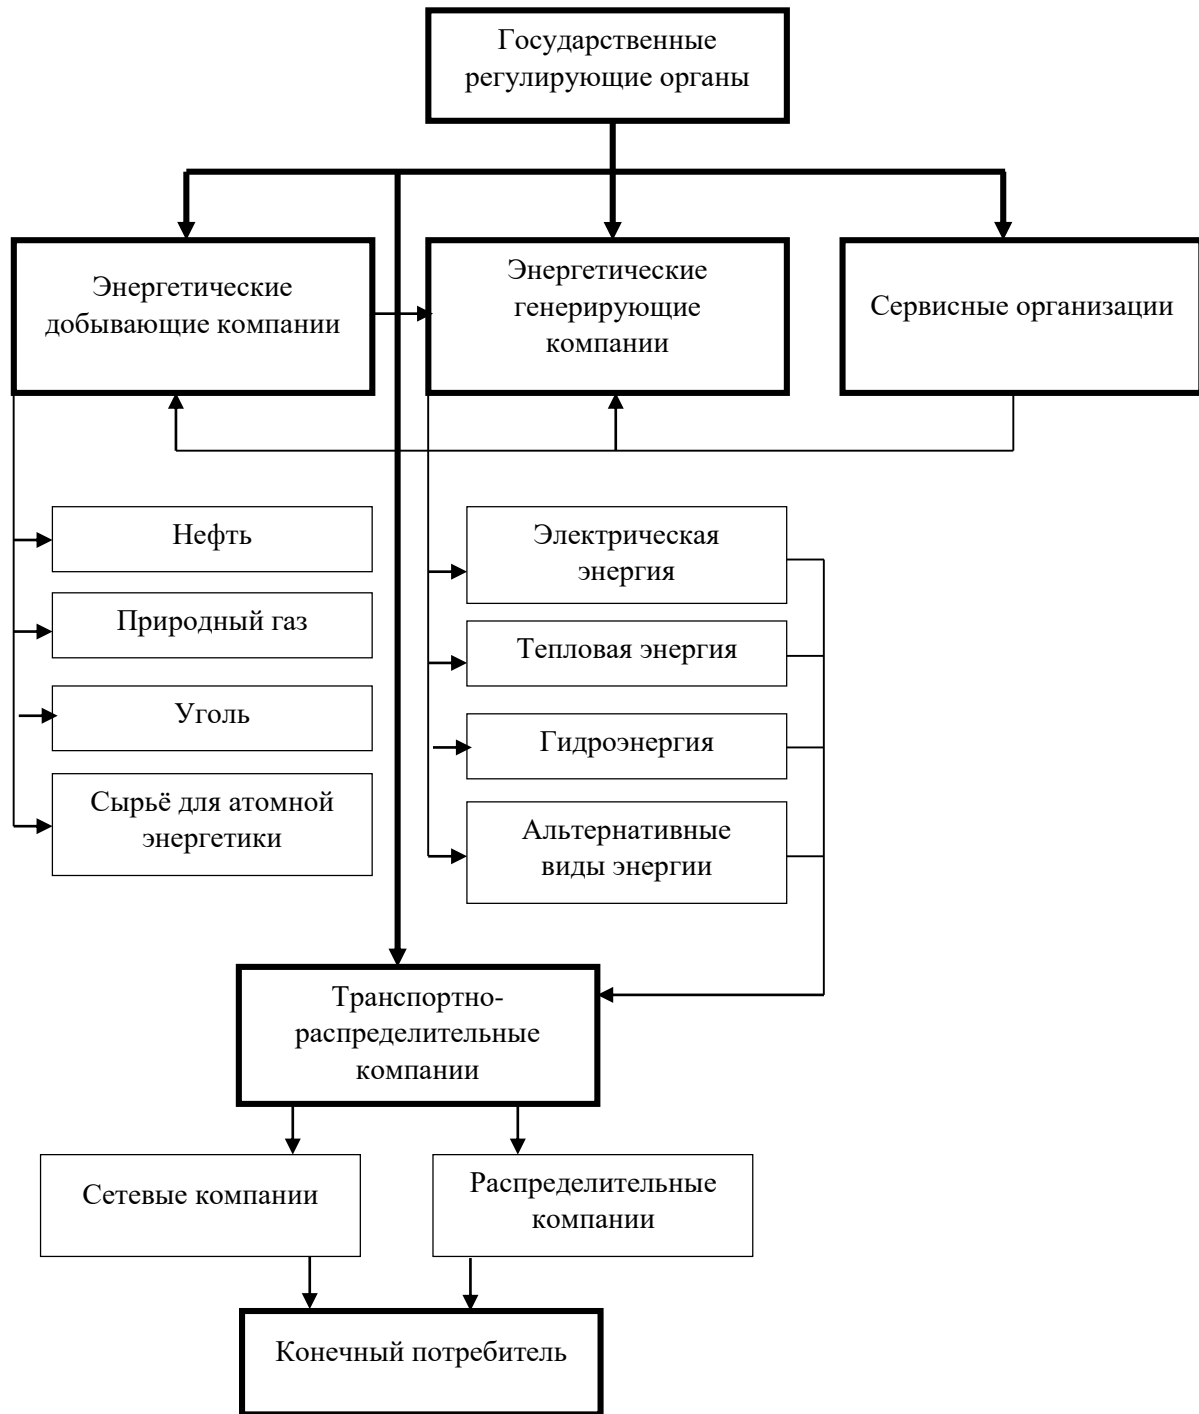 Государственные
регулирующие органы
Энергетические
добывающие компании
Энергетические
генерирующие
компании
Сервисные организации
Нефть
Природный газ
Уголь
Сырьё для атомной
энергетики
Электрическая
энергия
Тепловая энергия
Гидроэнергия
Альтернативные
виды энергии
Транспортно-
распределительные
компании
Сетевые компании
Распределительные
компании
Конечный потребитель